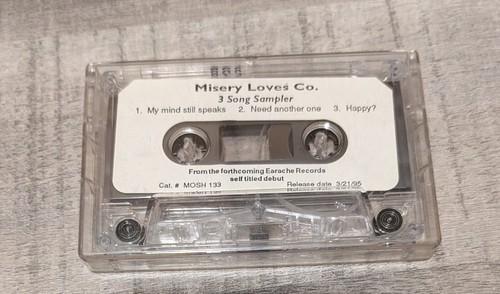 Misery Loves Co.
3 Song Sampler
1. My mind still speaks 2. Need another one 3. Happy?
From the forthcoming Earache Records
self titled debut
Cat. # MOSH 133 Release date 3/21/95